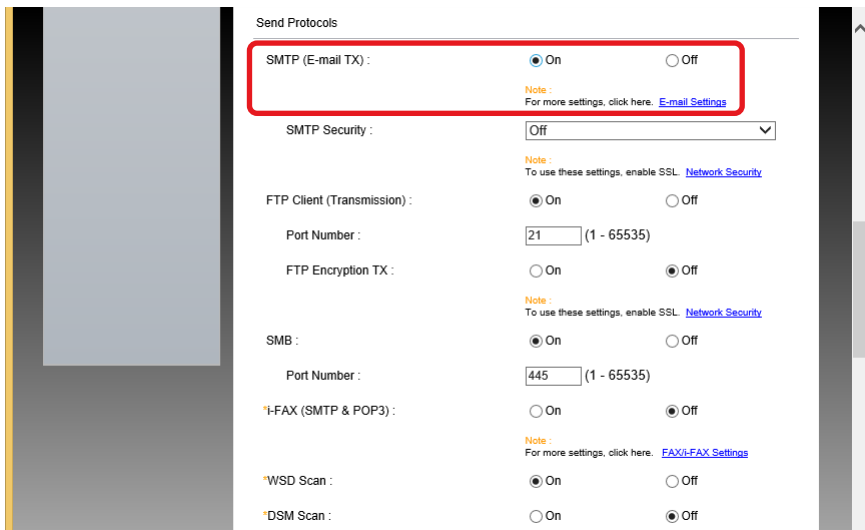 Send Protocols
SMTP (E-mail TX) : On Off
Note :
For more settings, click here. E-mail Settings
SMTP Security : Off
Note :
To use these settings, enable SSL. Network Security
FTP Client (Transmission) : On Off
Port Number : 21 (1 - 65535)
FTP Encryption TX : On Off
Note :
To use these settings, enable SSL. Network Security
SMB : On Off
Port Number : 445 (1 - 65535)
*i-FAX (SMTP & POP3) : On Off
Note :
For more settings, click here. FAX/i-FAX Settings
*WSD Scan : On Off
*DSM Scan : On Off